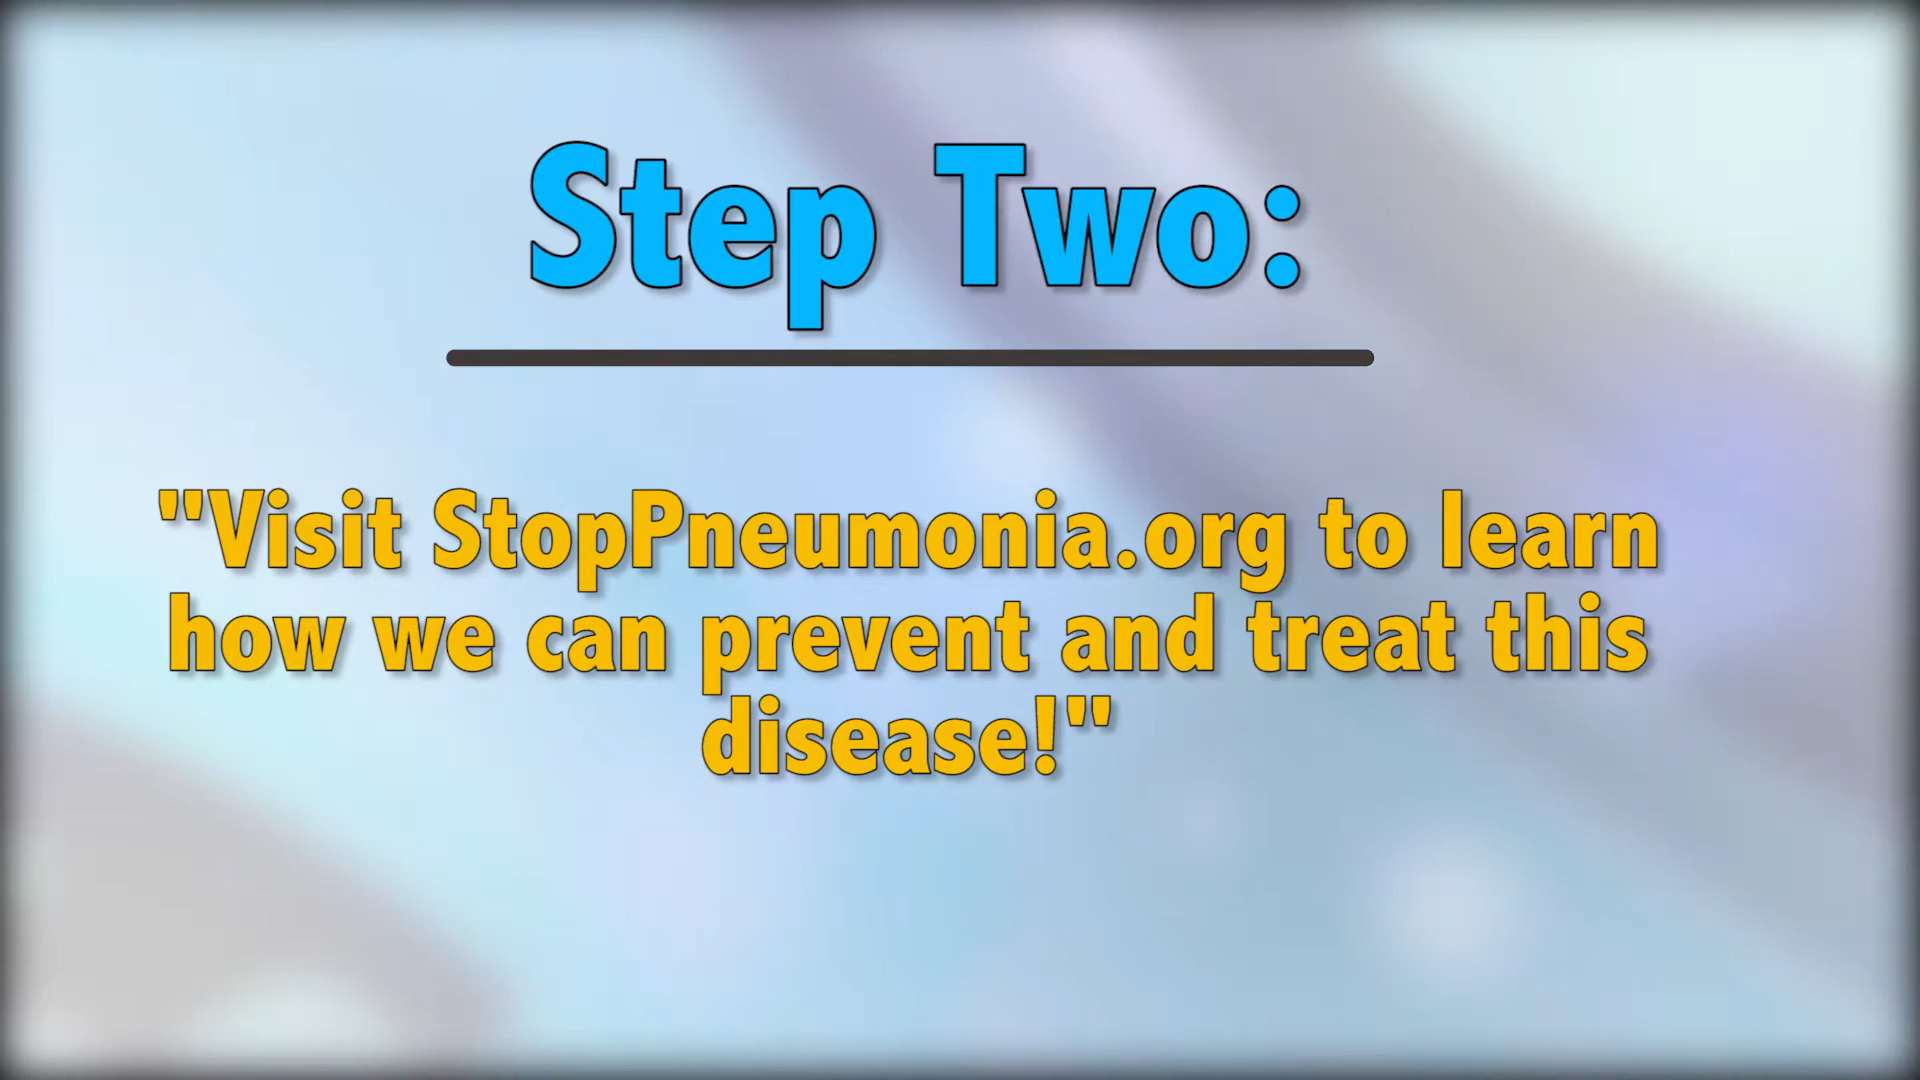 Step Two:
"Visit StopPneumonia.org to learn
how we can prevent and treat this
disease!"